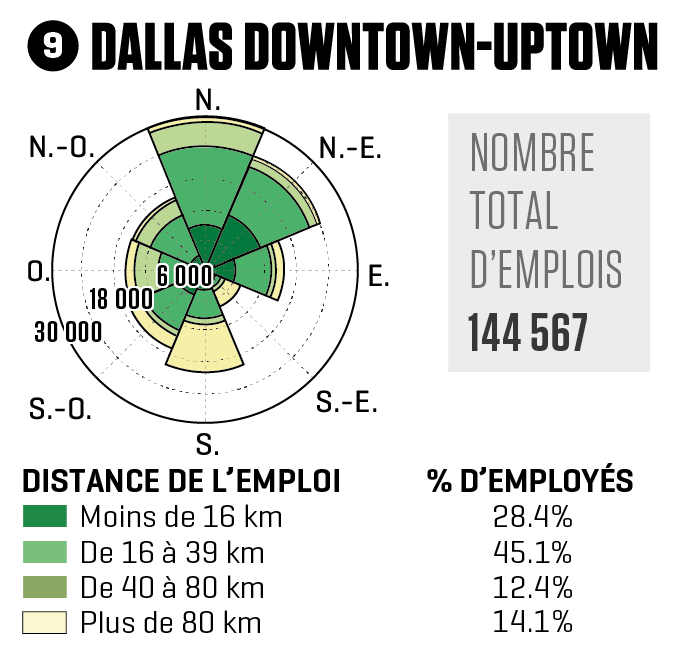 9 DALLAS DOWNTOWN-UPTOWN
N.
N.-O.
N.-E.
O.
E.
6 000
18 000
30 000
S.-O.
S.-E.
S.
NOMBRE
TOTAL
D'EMPLOIS
144 567
DISTANCE DE L'EMPLOI % D'EMPLOYÉS
Moins de 16 km 28.4%
De 16 à 39 km 45.1%
De 40 à 80 km 12.4%
Plus de 80 km 14.1%